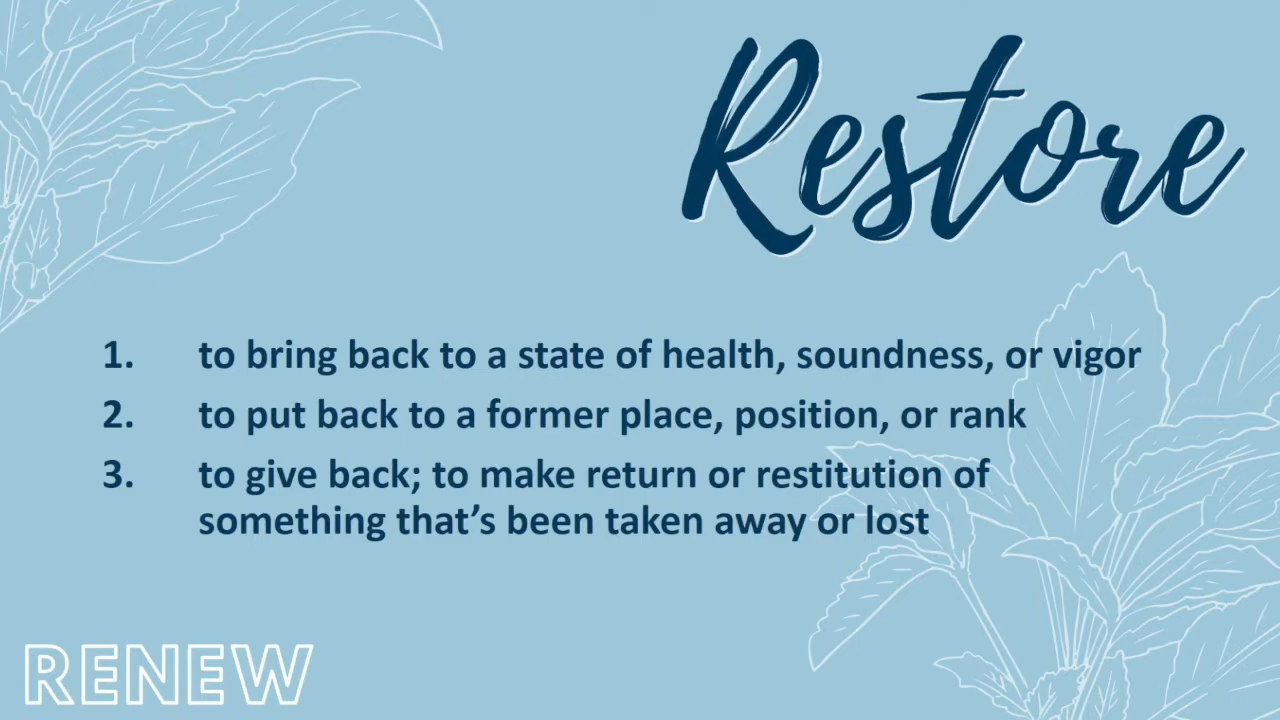 Restore
1. to bring back to a state of health, soundness, or vigor
2. to put back to a former place, position, or rank
3. to give back; to make return or restitution of
something that’s been taken away or lost
RENEW